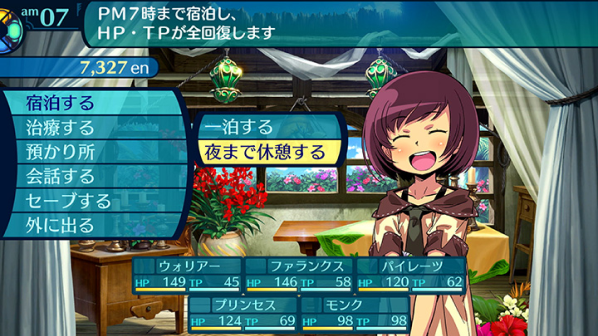 am 07
PM7時まで宿泊し、
HP・TPが全回復します
7,327 en
宿泊する
治療する
預かり所
会話する
セーブする
外に出る
一泊する
夜まで休憩する
ウォリアー
HP 149 TP 45
ファランクス
HP 146 TP 58
パイレーツ
HP 120 TP 62
プリンセス
HP 124 TP 69
モンク
HP 98 TP 98